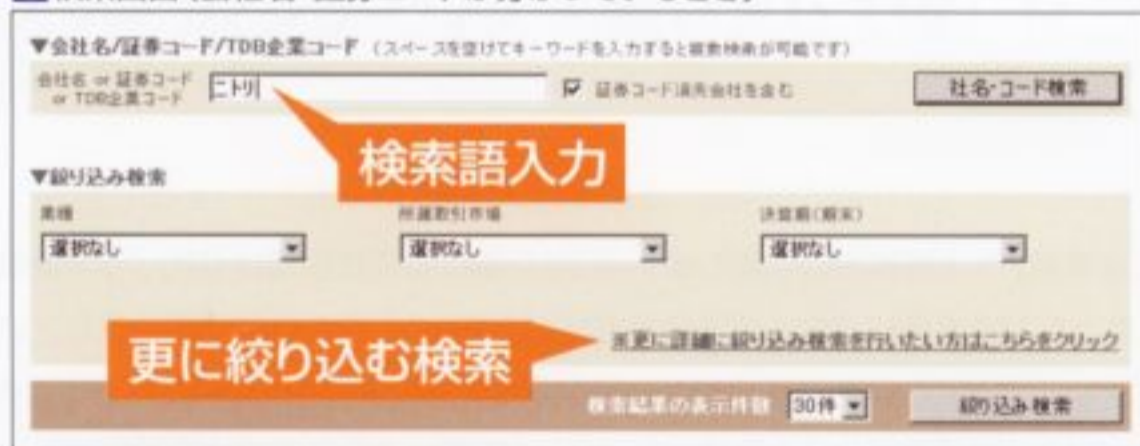 ▼会社名/証券コード/TDB企業コード (スペースを空けてキーワードを入力すると複数検索が可能です)
会社名 or 証券コード
or TDB企業コード
ニトリ
証券コード消失会社を含む
社名・コード検索
検索語入力
▼絞り込み検索
業種
所属取引市場
決算期(期末)
選択なし
選択なし
選択なし
更に絞り込む検索
※更に詳細に絞り込み検索を行いたい方はこちらをクリック
検索結果の表示件数
30件
絞り込み検索